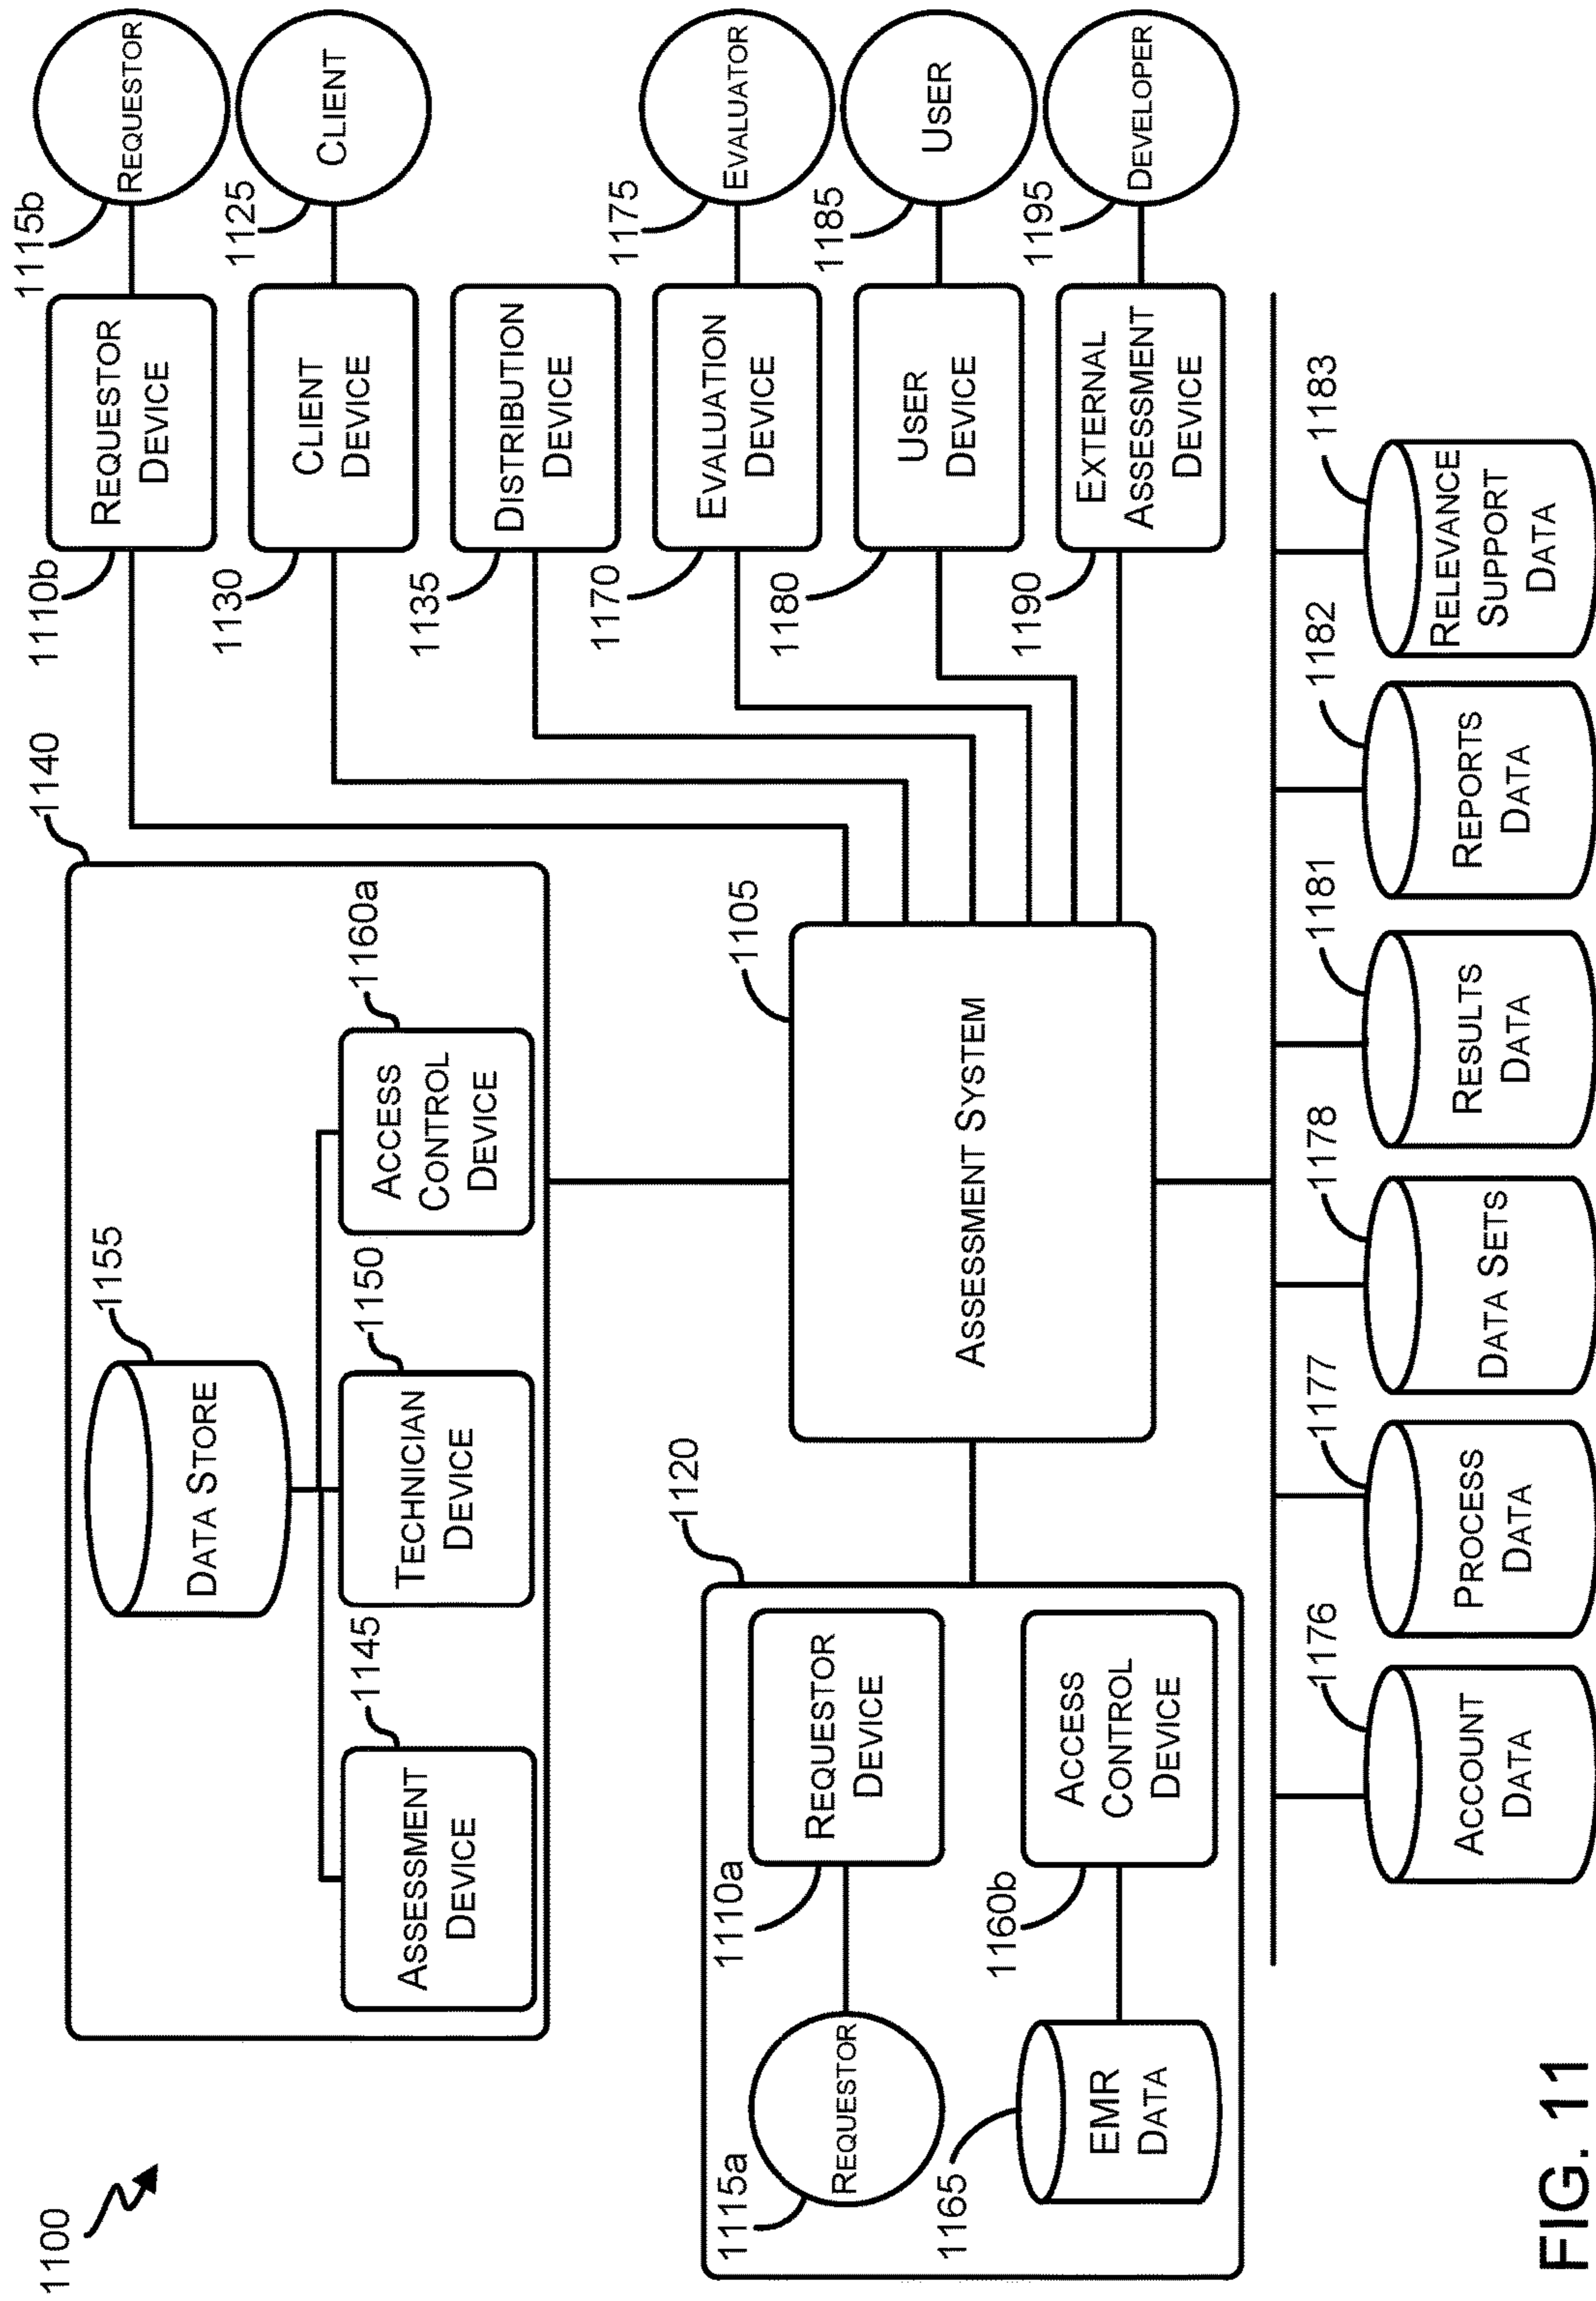 1100
1140
1155
DATA STORE
1145
ASSESSMENT
DEVICE
1150
TECHNICIAN
DEVICE
1160a
ACCESS
CONTROL
DEVICE
1120
1115a
REQUESTOR
1110a
REQUESTOR
DEVICE
1165
EMR
DATA
1160b
ACCESS
CONTROL
DEVICE
1105
ASSESSMENT SYSTEM
1110b
REQUESTOR
DEVICE
1115b
REQUESTOR
1130
CLIENT
DEVICE
1125
CLIENT
1135
DISTRIBUTION
DEVICE
1170
EVALUATION
DEVICE
1175
EVALUATOR
1180
USER
DEVICE
1185
USER
1190
EXTERNAL
ASSESSMENT
DEVICE
1195
DEVELOPER
1176
ACCOUNT
DATA
1177
PROCESS
DATA
1178
DATA SETS
1181
RESULTS
DATA
1182
REPORTS
DATA
1183
RELEVANCE
SUPPORT
DATA
FIG. 11